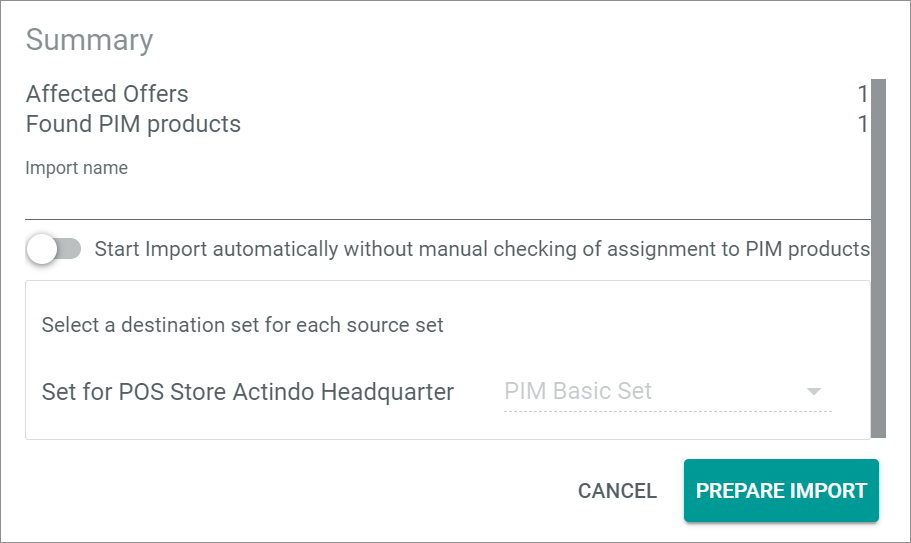 Summary
Affected Offers 1
Found PIM products 1
Import name
Start Import automatically without manual checking of assignment to PIM products
Select a destination set for each source set
Set for POS Store Actindo Headquarter PIM Basic Set
CANCEL PREPARE IMPORT